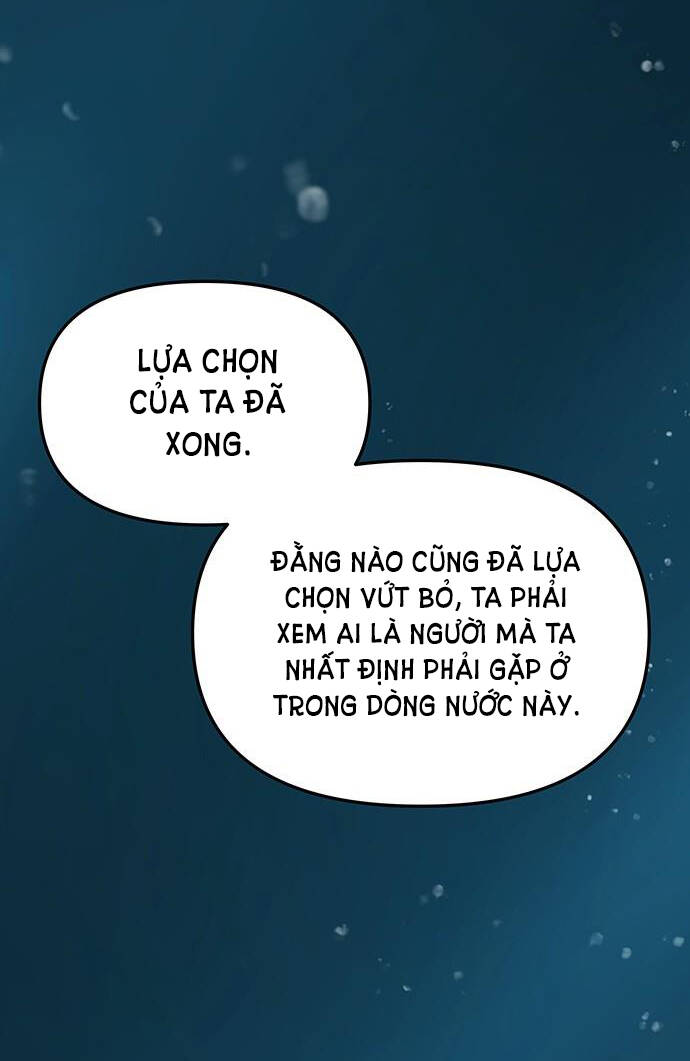 LỰA CHỌN
CỦA TA ĐÃ
XONG.
ĐẰNG NÀO CŨNG ĐÃ LỰA
CHỌN VỨT BỎ, TA PHẢI
XEM AI LÀ NGƯỜI MÀ TA
NHẤT ĐỊNH PHẢI GẶP Ở
TRONG DÒNG NƯỚC NÀY.